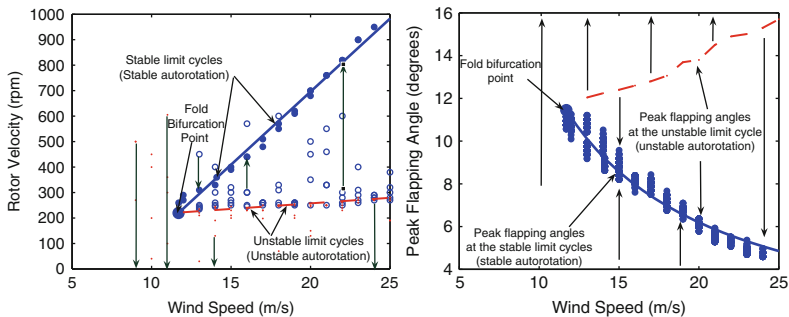 1000
900
800
700
600
500
400
300
200
100
0
Rotor Velocity (rpm)
Stable limit cycles
(Stable autorotation)
Fold
Bifurcation
Point
Unstable limit cycles
(Unstable autorotation)
5
10
15
20
25
Wind Speed (m/s)
16
14
12
10
8
6
4
Peak Flapping Angle (degrees)
Fold bifurcation
point
Peak flapping angles
at the unstable limit cycle
(unstable autorotation)
Peak flapping angles
at the stable limit cycles
(stable autorotation)
5
10
15
20
25
Wind Speed (m/s)